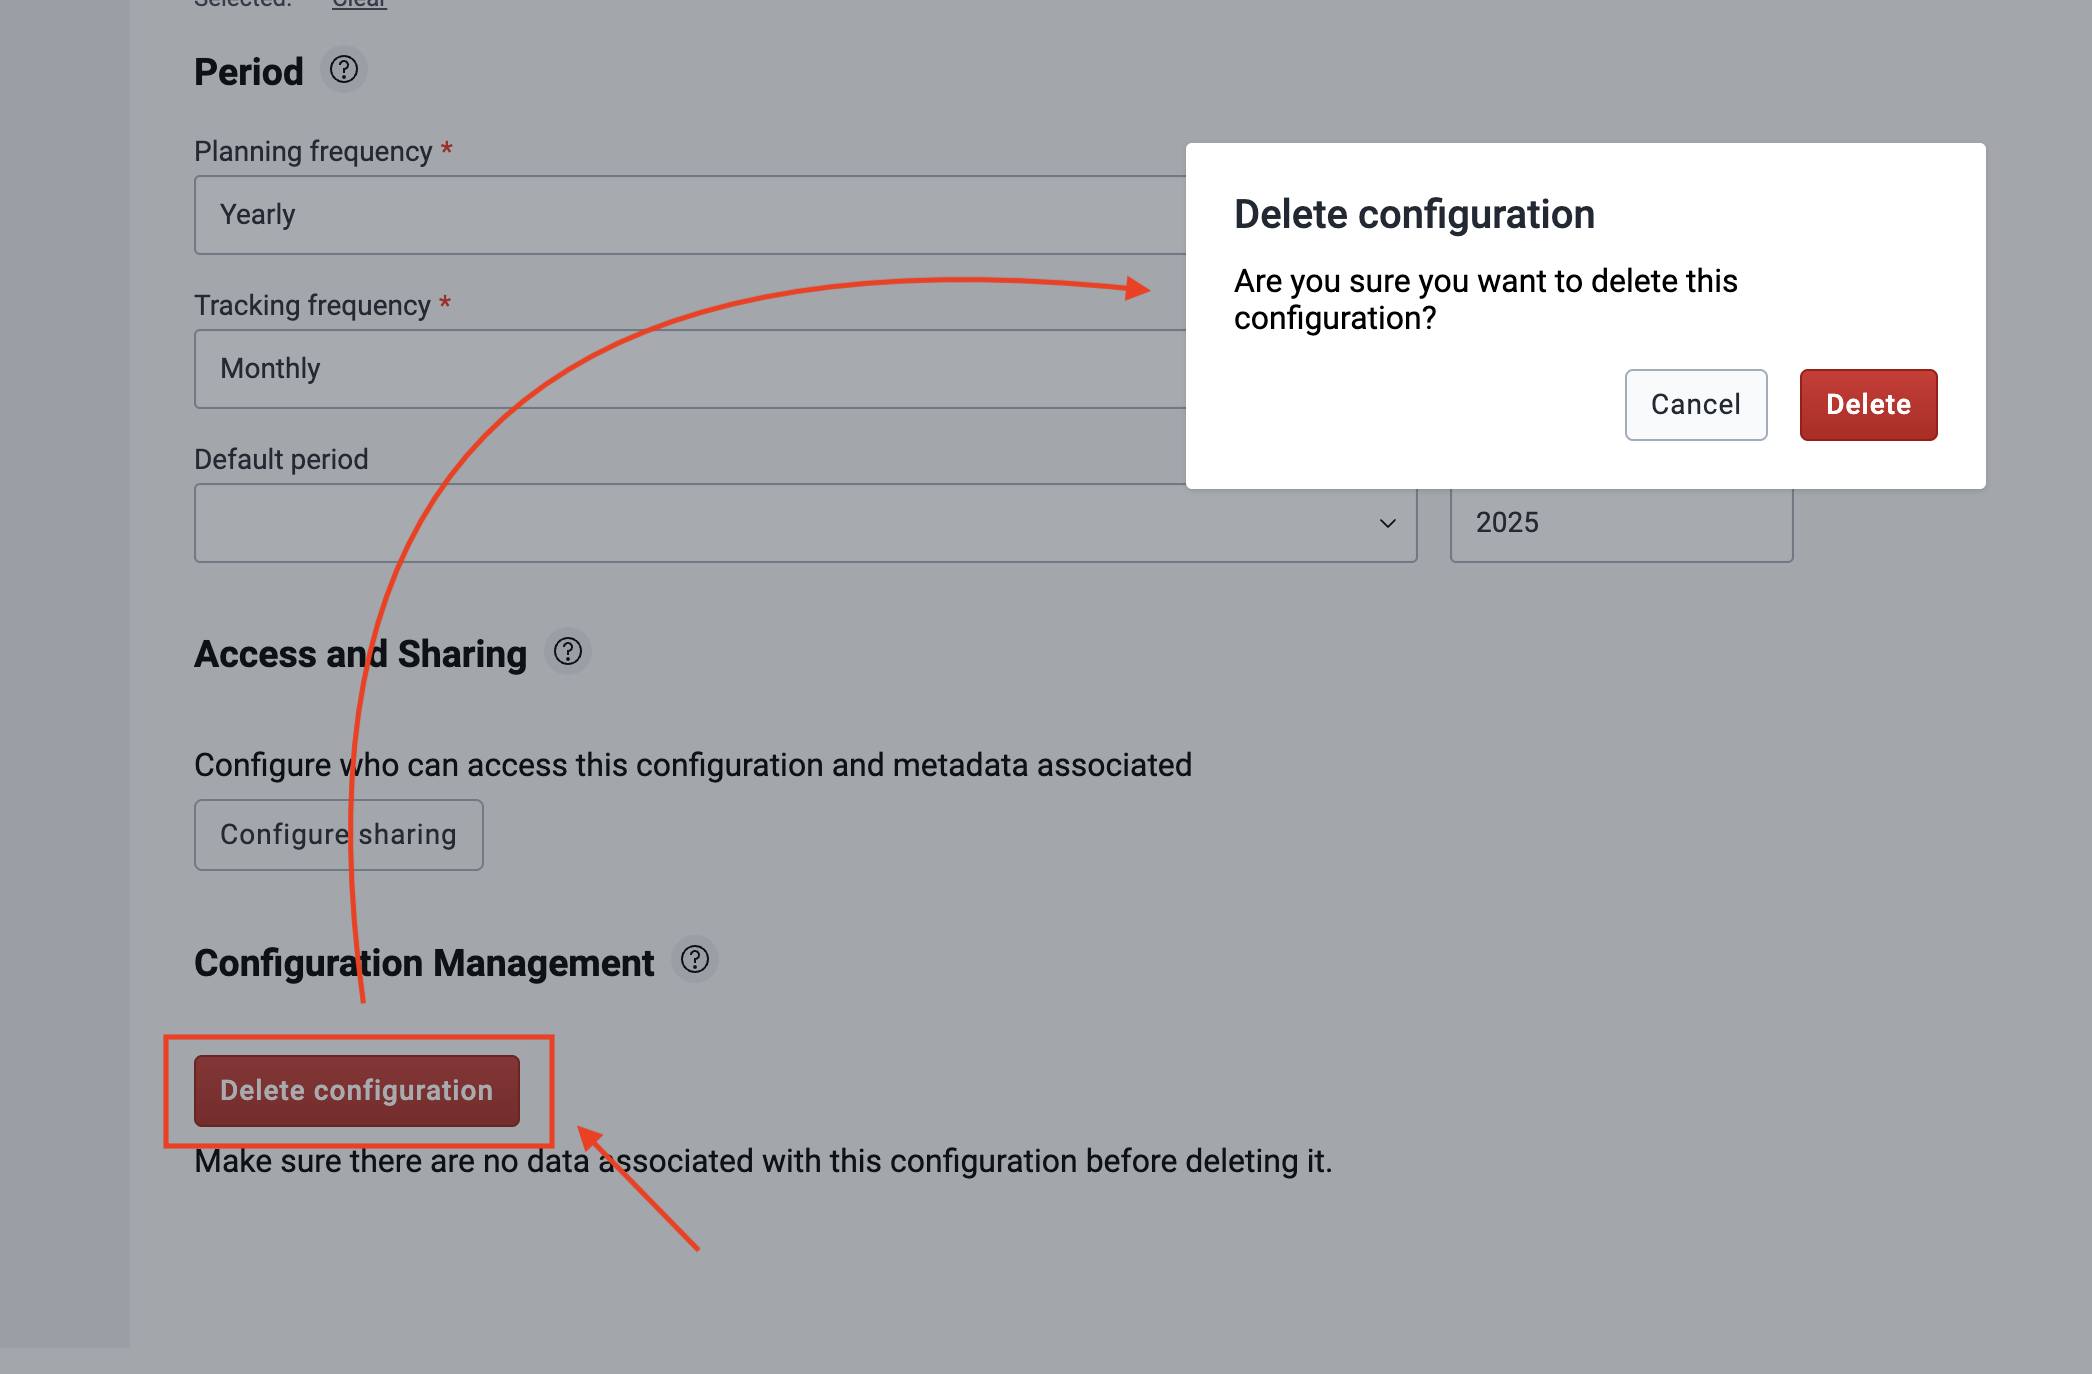 Selected: Clear
Period
Planning frequency *
Yearly
Tracking frequency *
Monthly
Default period
2025
Delete configuration
Are you sure you want to delete this
configuration?
Cancel
Delete
Access and Sharing
Configure who can access this configuration and metadata associated
Configure sharing
Configuration Management
Delete configuration
Make sure there are no data associated with this configuration before deleting it.